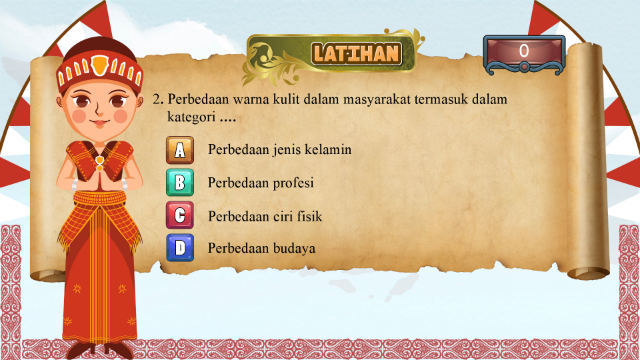 LATIHAN
0
2. Perbedaan warna kulit dalam masyarakat termasuk dalam
kategori ....
A Perbedaan jenis kelamin
B Perbedaan profesi
C Perbedaan ciri fisik
D Perbedaan budaya